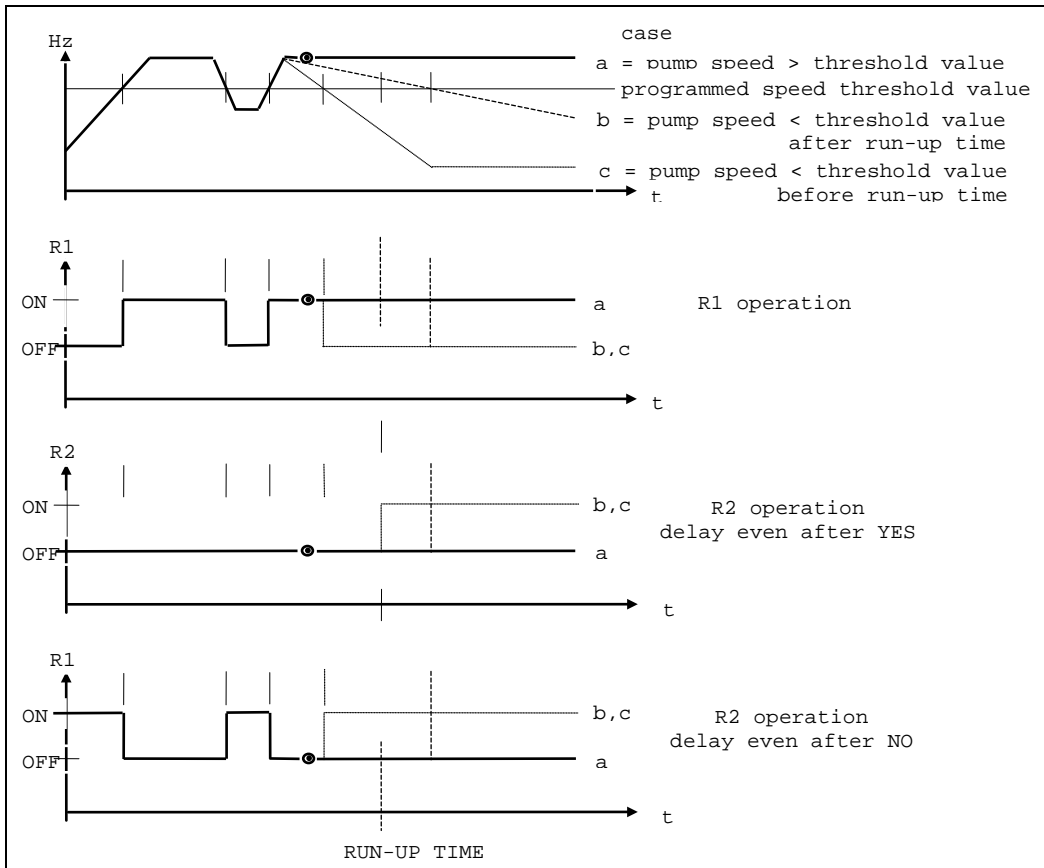 Hz
case
a = pump speed > threshold value
programmed speed threshold value
b = pump speed < threshold value
after run-up time
c = pump speed < threshold value
before run-up time
t
R1
ON
OFF
a
b,c
R1 operation
t
R2
ON
OFF
b,c
a
R2 operation
delay even after YES
t
R1
ON
OFF
b,c
a
R2 operation
delay even after NO
t
RUN-UP TIME